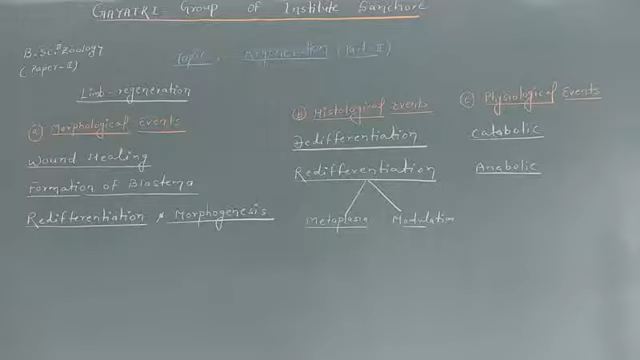 GAYATRI Group of Institute Sanchore
B.Sc. III Zoology
(Paper-II)
Topic - Regeneration (Part-II)
Limb-regeneration
(a) Morphological Events
Wound Healing
Formation of Blastema
Redifferentiation & Morphogenesis
(b) Histological Events
Dedifferentiation
Redifferentiation
Metaplasia Modulation
(c) Physiological Events
Catabolic
Anabolic